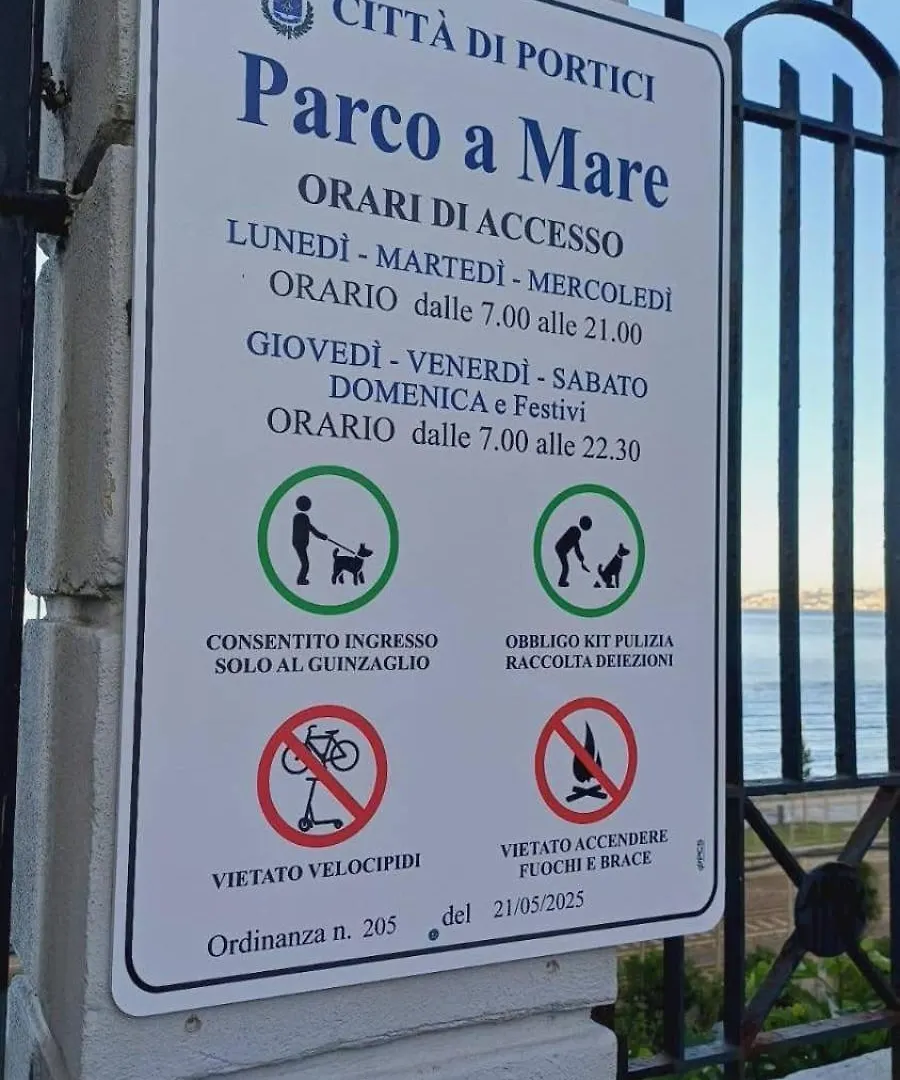 CITTÀ DI PORTICI
Parco a Mare
ORARI DI ACCESSO
LUNEDÌ - MARTEDÌ - MERCOLEDÌ
ORARIO dalle 7.00 alle 21.00
GIOVEDÌ - VENERDÌ - SABATO
DOMENICA e Festivi
ORARIO dalle 7.00 alle 22.30
CONSENTITO INGRESSO
SOLO AL GUINZAGLIO
OBBLIGO KIT PULIZIA
RACCOLTA DEIEZIONI
VIETATO VELOCIPIDI
VIETATO ACCENDERE
FUOCHI E BRACE
Ordinanza n. 205 del 21/05/2025